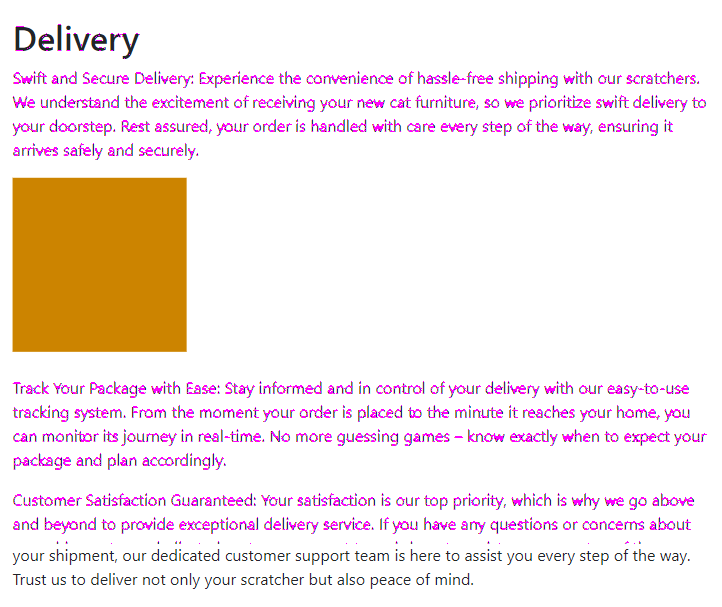 Delivery
Swift and Secure Delivery: Experience the convenience of hassle-free shipping with our scratchers.
We understand the excitement of receiving your new cat furniture, so we prioritize swift delivery to
your doorstep. Rest assured, your order is handled with care every step of the way, ensuring it
arrives safely and securely.
Track Your Package with Ease: Stay informed and in control of your delivery with our easy-to-use
tracking system. From the moment your order is placed to the minute it reaches your home, you
can monitor its journey in real-time. No more guessing games – know exactly when to expect your
package and plan accordingly.
Customer Satisfaction Guaranteed: Your satisfaction is our top priority, which is why we go above
and beyond to provide exceptional delivery service. If you have any questions or concerns about
your shipment, our dedicated customer support team is here to assist you every step of the way.
Trust us to deliver not only your scratcher but also peace of mind.